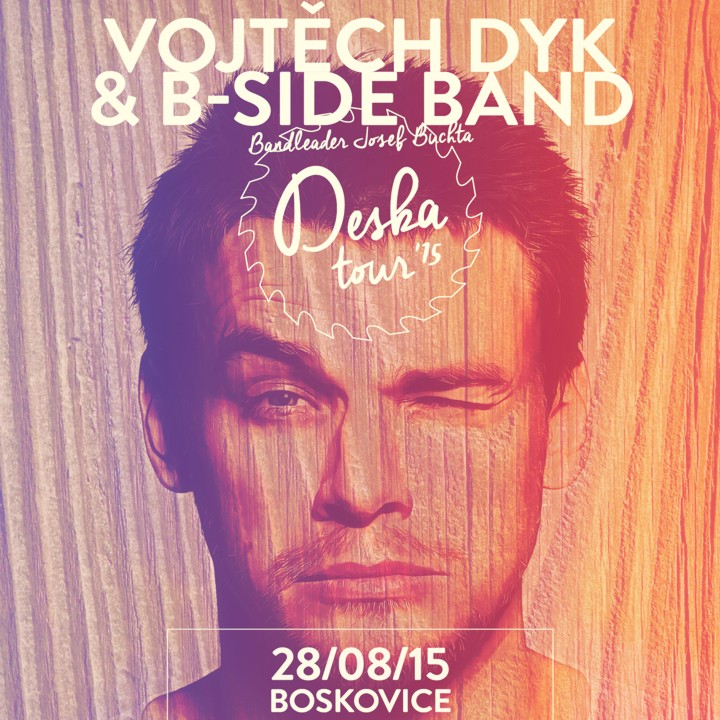 VOJTĚCH DYK
& B-SIDE BAND
Bandleader Josef Buchta
Deska
tour '15
28/08/15
BOSKOVICE